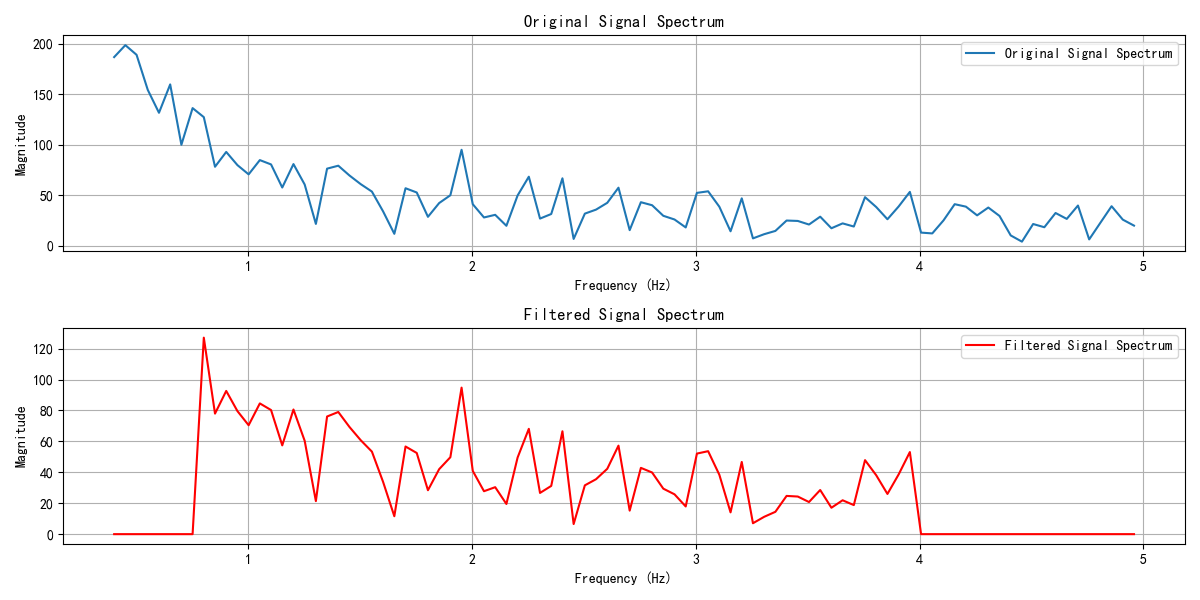 Original Signal Spectrum
200
150
100
50
0
Magnitude
Original Signal Spectrum
1 2 3 4 5
Frequency (Hz)
Filtered Signal Spectrum
120
100
80
60
40
20
0
Magnitude
Filtered Signal Spectrum
1 2 3 4 5
Frequency (Hz)